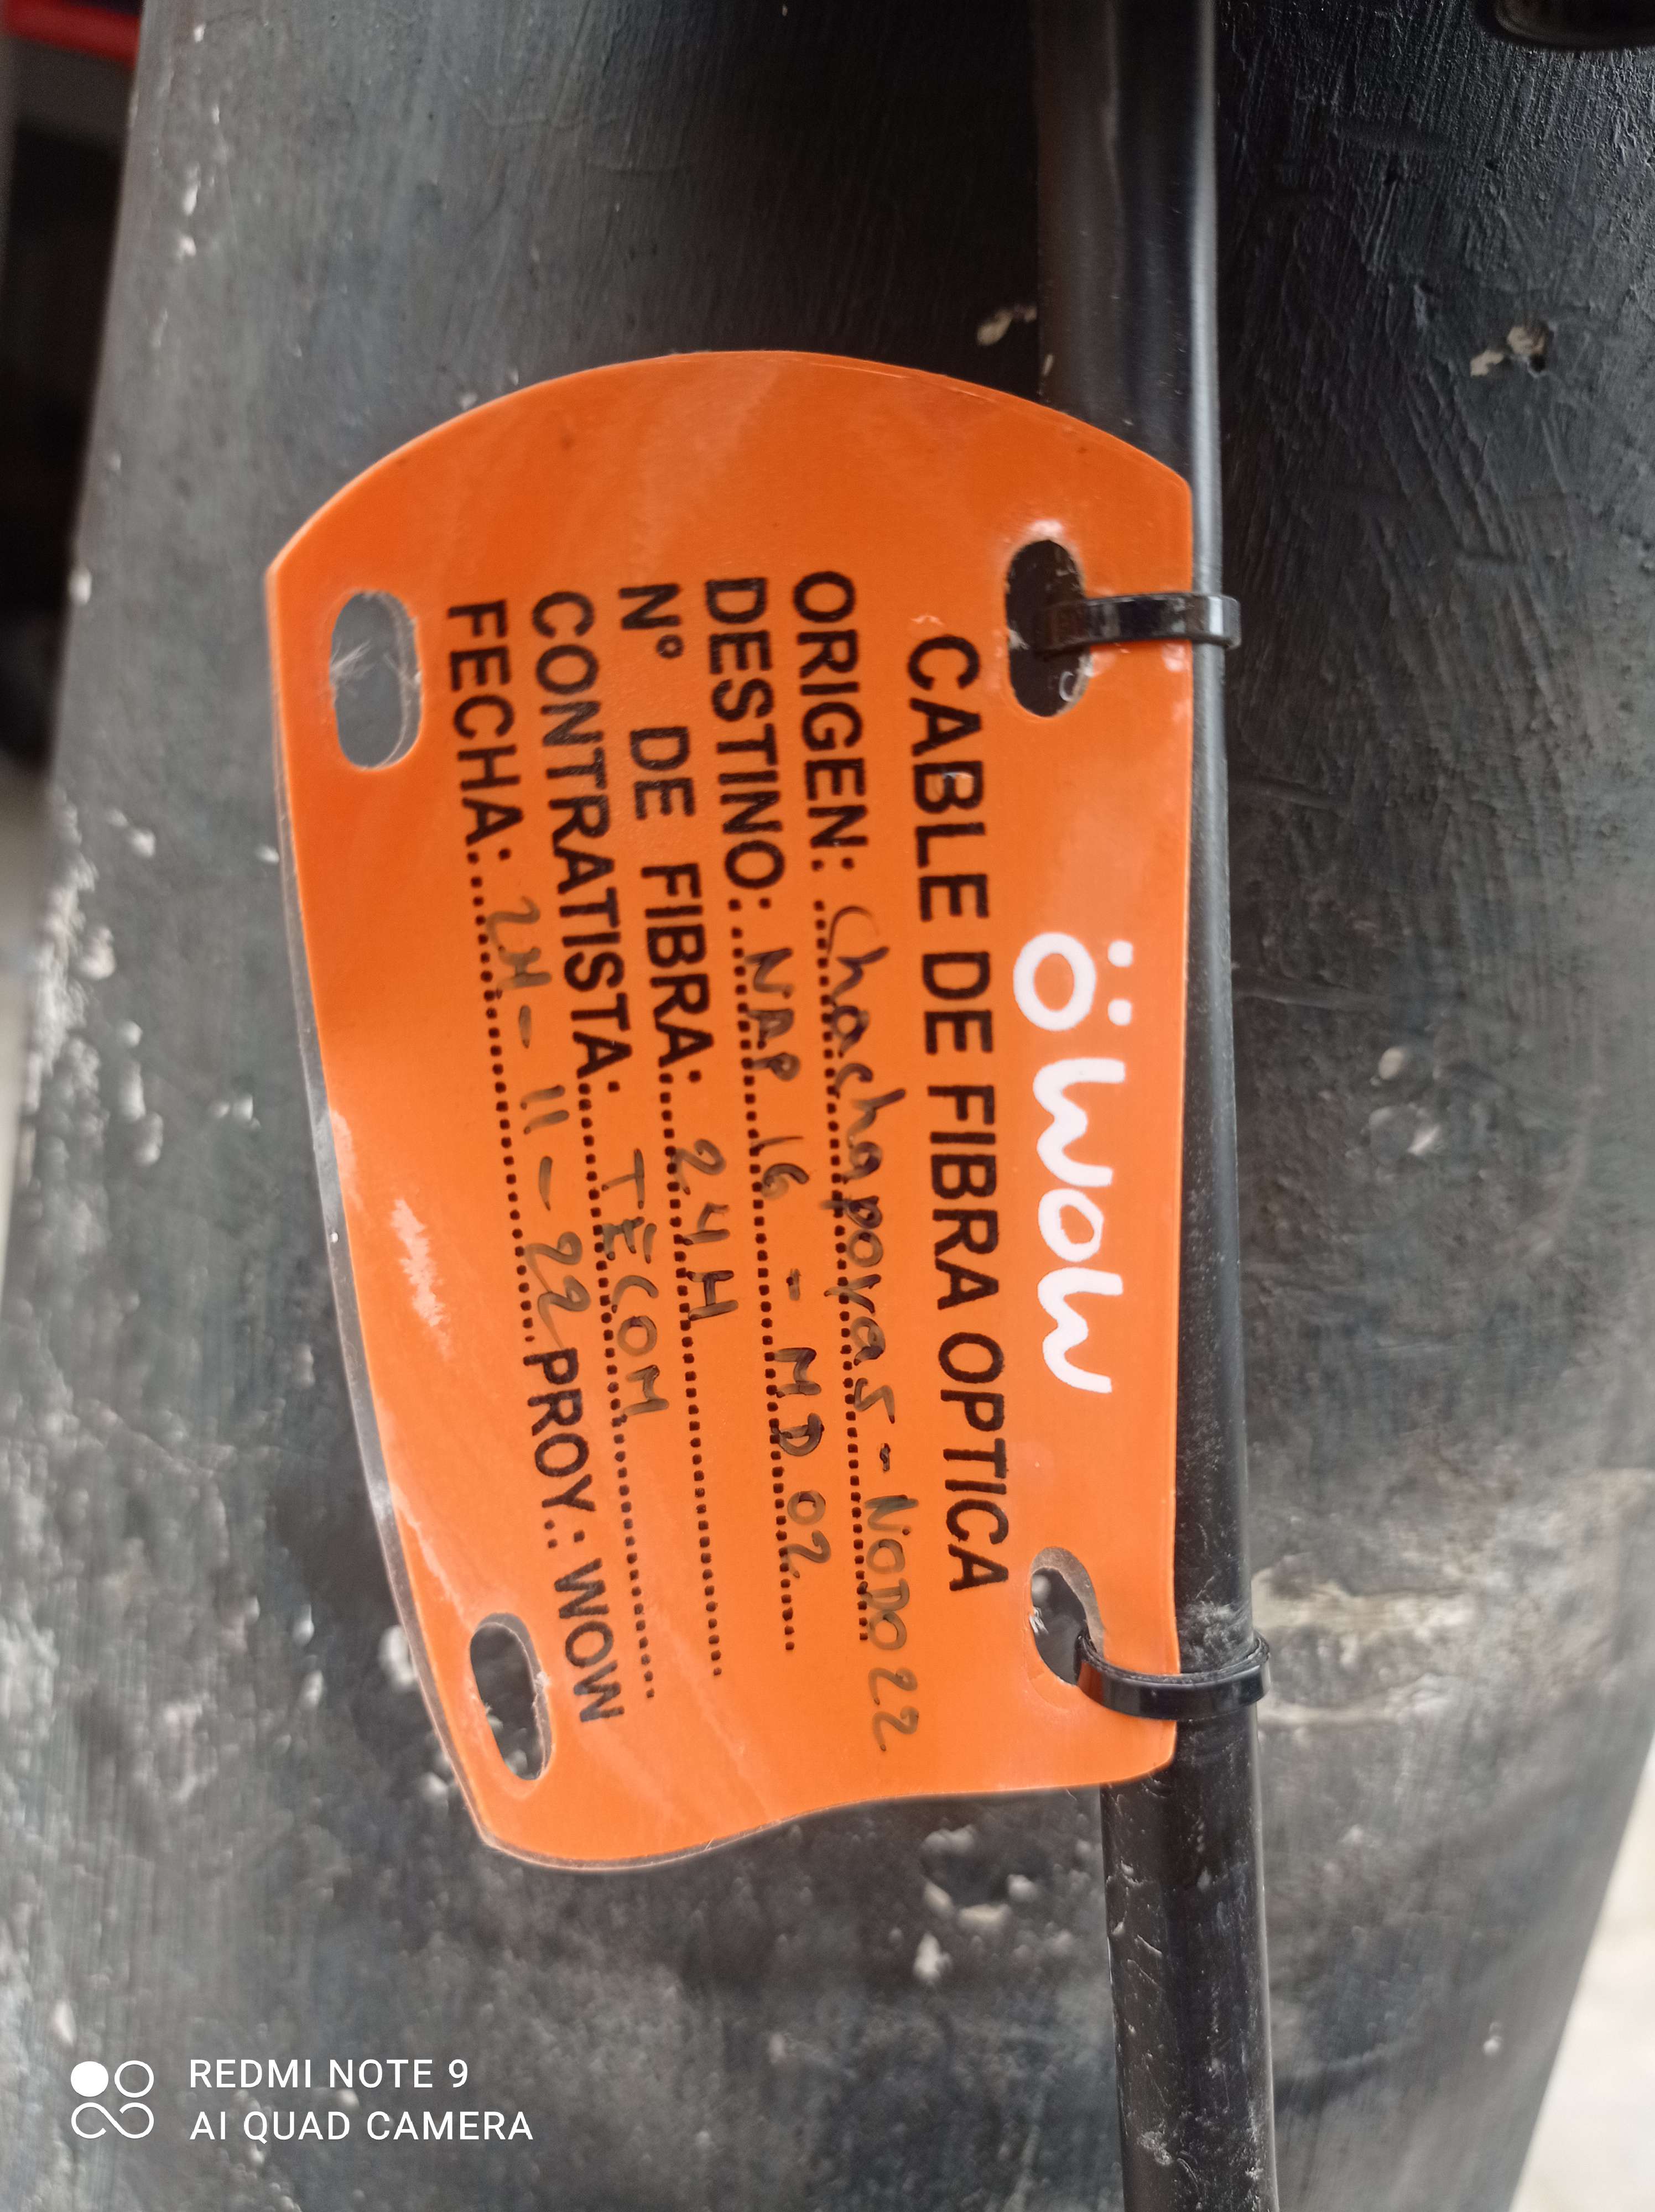 Ö wow
CABLE DE FIBRA OPTICA
ORIGEN: Chachapoyas - NODO 22
DESTINO: NAP 16 - MD 02
N° DE FIBRA: 24H
CONTRATISTA: TECOM
FECHA: - 11 - 22 PROY.: WOW
REDMI NOTE 9
AI QUAD CAMERA